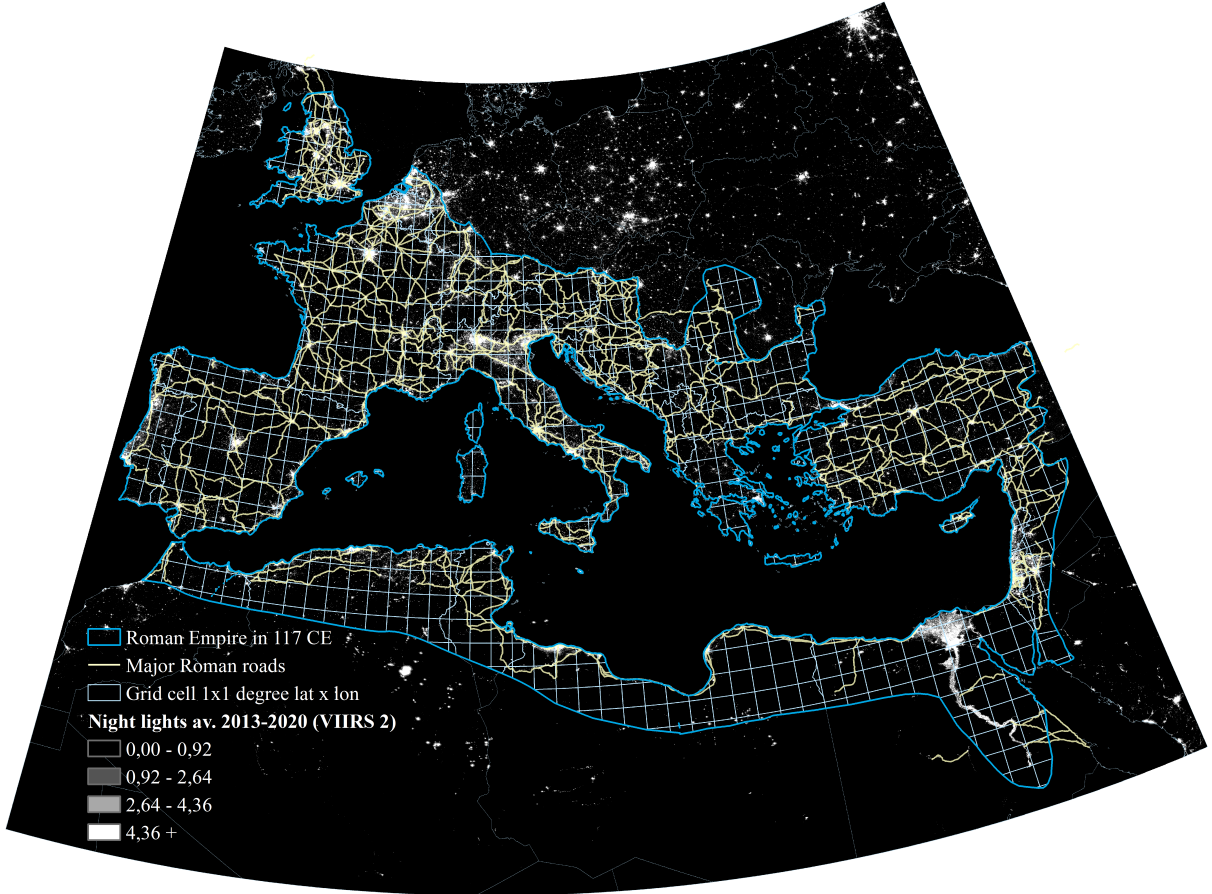 Roman Empire in 117 CE
Major Roman roads
Grid cell 1x1 degree lat x lon
Night lights av. 2013-2020 (VIIRS 2)
0,00 - 0,92
0,92 - 2,64
2,64 - 4,36
4,36 +